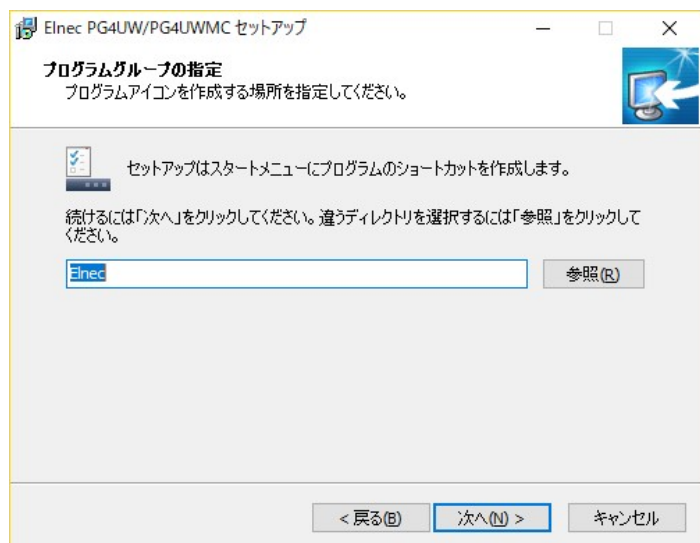 Elnec PG4UW/PG4UWMC セットアップ
プログラムグループの指定
プログラムアイコンを作成する場所を指定してください。
セットアップはスタートメニューにプログラムのショートカットを作成します。
続けるには「次へ」をクリックしてください。違うディレクトリを選択するには「参照」をクリックして
ください。
Elnec
参照(R)
< 戻る(B)
次へ(N) >
キャンセル